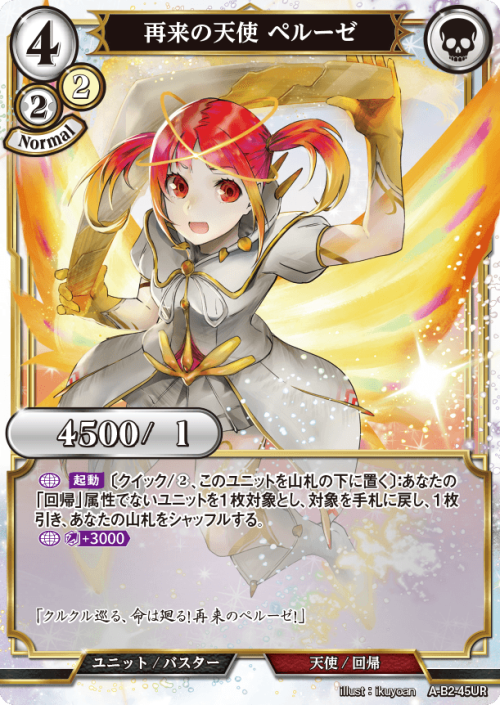 4
再来の天使 ペルーゼ
2
2
Normal
4500/ 1
起動 〔クイック/②、このユニットを山札の下に置く〕:あなたの
「回帰」属性でないユニットを1枚対象とし、対象を手札に戻し、1枚
引き、あなたの山札をシャッフルする。
+3000
「クルクル巡る、命は廻る!再来のペルーゼ!」
ユニット/バスター
天使/回帰
illust:ikuyoan
A-B2-45UR